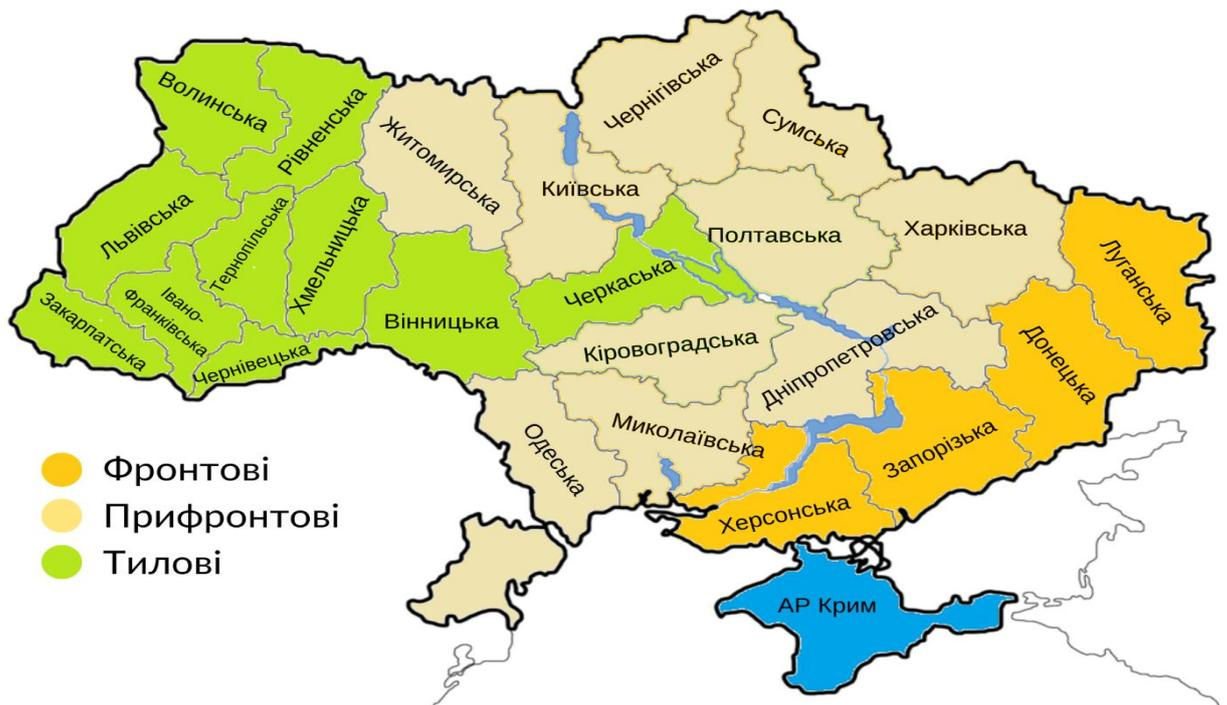 Волинська
Рівненська
Житомирська
Київська
Чернігівська
Сумська
Львівська
Тернопільська
Хмельницька
Полтавська
Харківська
Луганська
Закарпатська
Івано-
франківська
Чернівецька
Вінницька
Черкаська
Кіровоградська
Дніпропетровська
Донецька
Одеська
Миколаївська
Запорізька
Херсонська
АР Крим
Фронтові
Прифронтові
Тилові